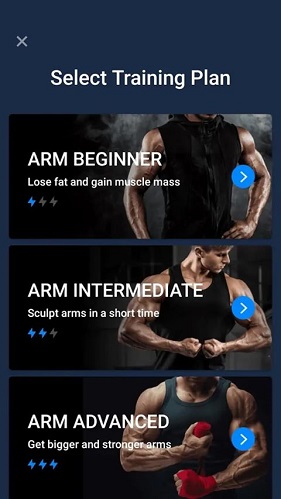 Select Training Plan
ARM BEGINNER
Lose fat and gain muscle mass
ARM INTERMEDIATE
Sculpt arms in a short time
ARM ADVANCED
Get bigger and stronger arms